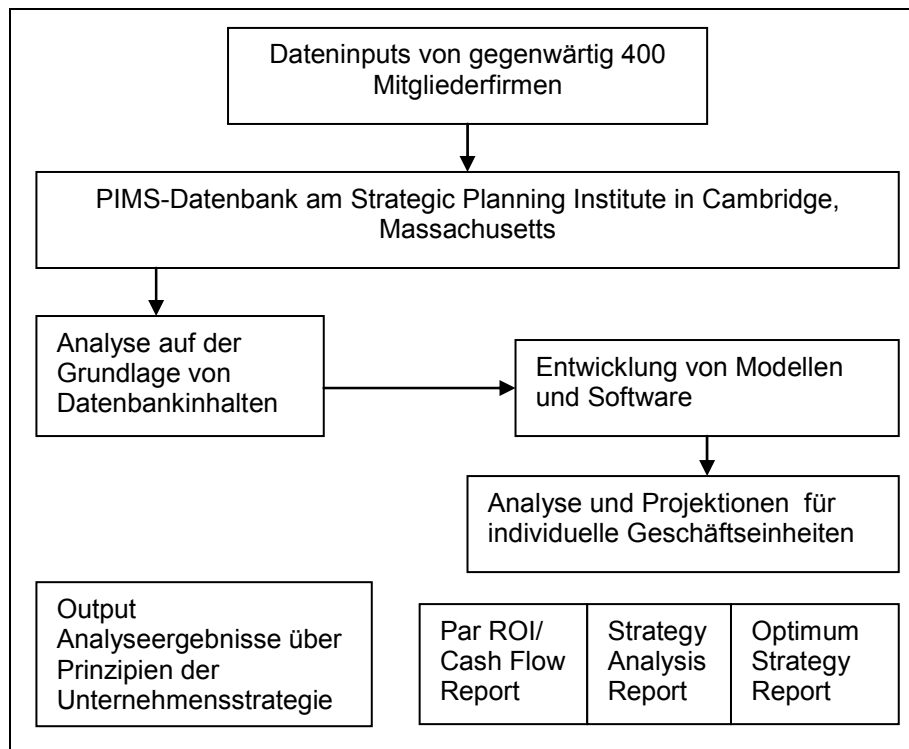 Dateninputs von gegenwärtig 400
Mitgliederfirmen
PIMS-Datenbank am Strategic Planning Institute in Cambridge,
Massachusetts
Analyse auf der
Grundlage von
Datenbankinhalten
Entwicklung von Modellen
und Software
Analyse und Projektionen für
individuelle Geschäftseinheiten
Output
Analyseergebnisse über
Prinzipien der
Unternehmensstrategie
Par ROI/
Cash Flow
Report
Strategy
Analysis
Report
Optimum
Strategy
Report